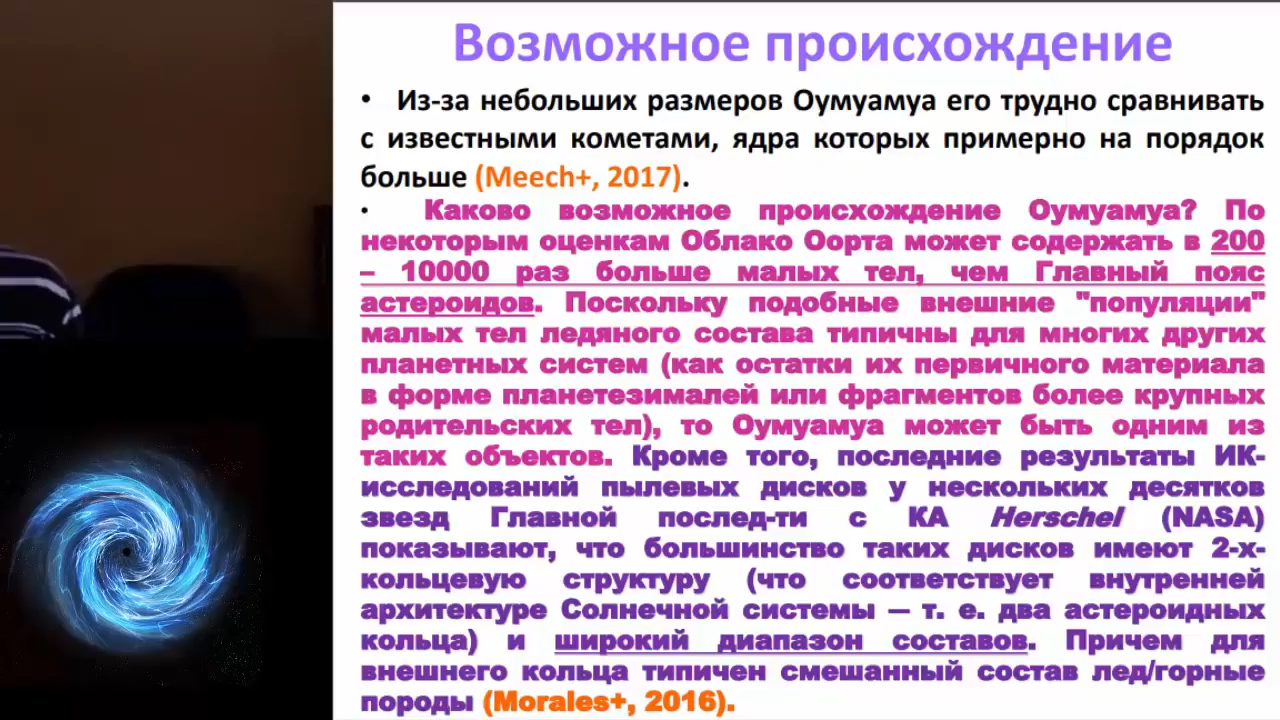 Возможное происхождение
• Из-за небольших размеров Оумуамуа его трудно сравнивать
с известными кометами, ядра которых примерно на порядок
больше (Meech+, 2017).
• Каково возможное происхождение Оумуамуа? По
некоторым оценкам Облако Оорта может содержать в 200
– 10000 раз больше малых тел, чем Главный пояс
астероидов. Поскольку подобные внешние "популяции"
малых тел ледяного состава типичны для многих других
планетных систем (как остатки их первичного материала
в форме планетезималей или фрагментов более крупных
родительских тел), то Оумуамуа может быть одним из
таких объектов. Кроме того, последние результаты ИК-
исследований пылевых дисков у нескольких десятков
звезд Главной послед-ти с КА Herschel (NASA)
показывают, что большинство таких дисков имеют 2-х-
кольцевую структуру (что соответствует внутренней
архитектуре Солнечной системы — т. е. два астероидных
кольца) и широкий диапазон составов. Причем для
внешнего кольца типичен смешанный состав лед/горные
породы (Morales+, 2016).